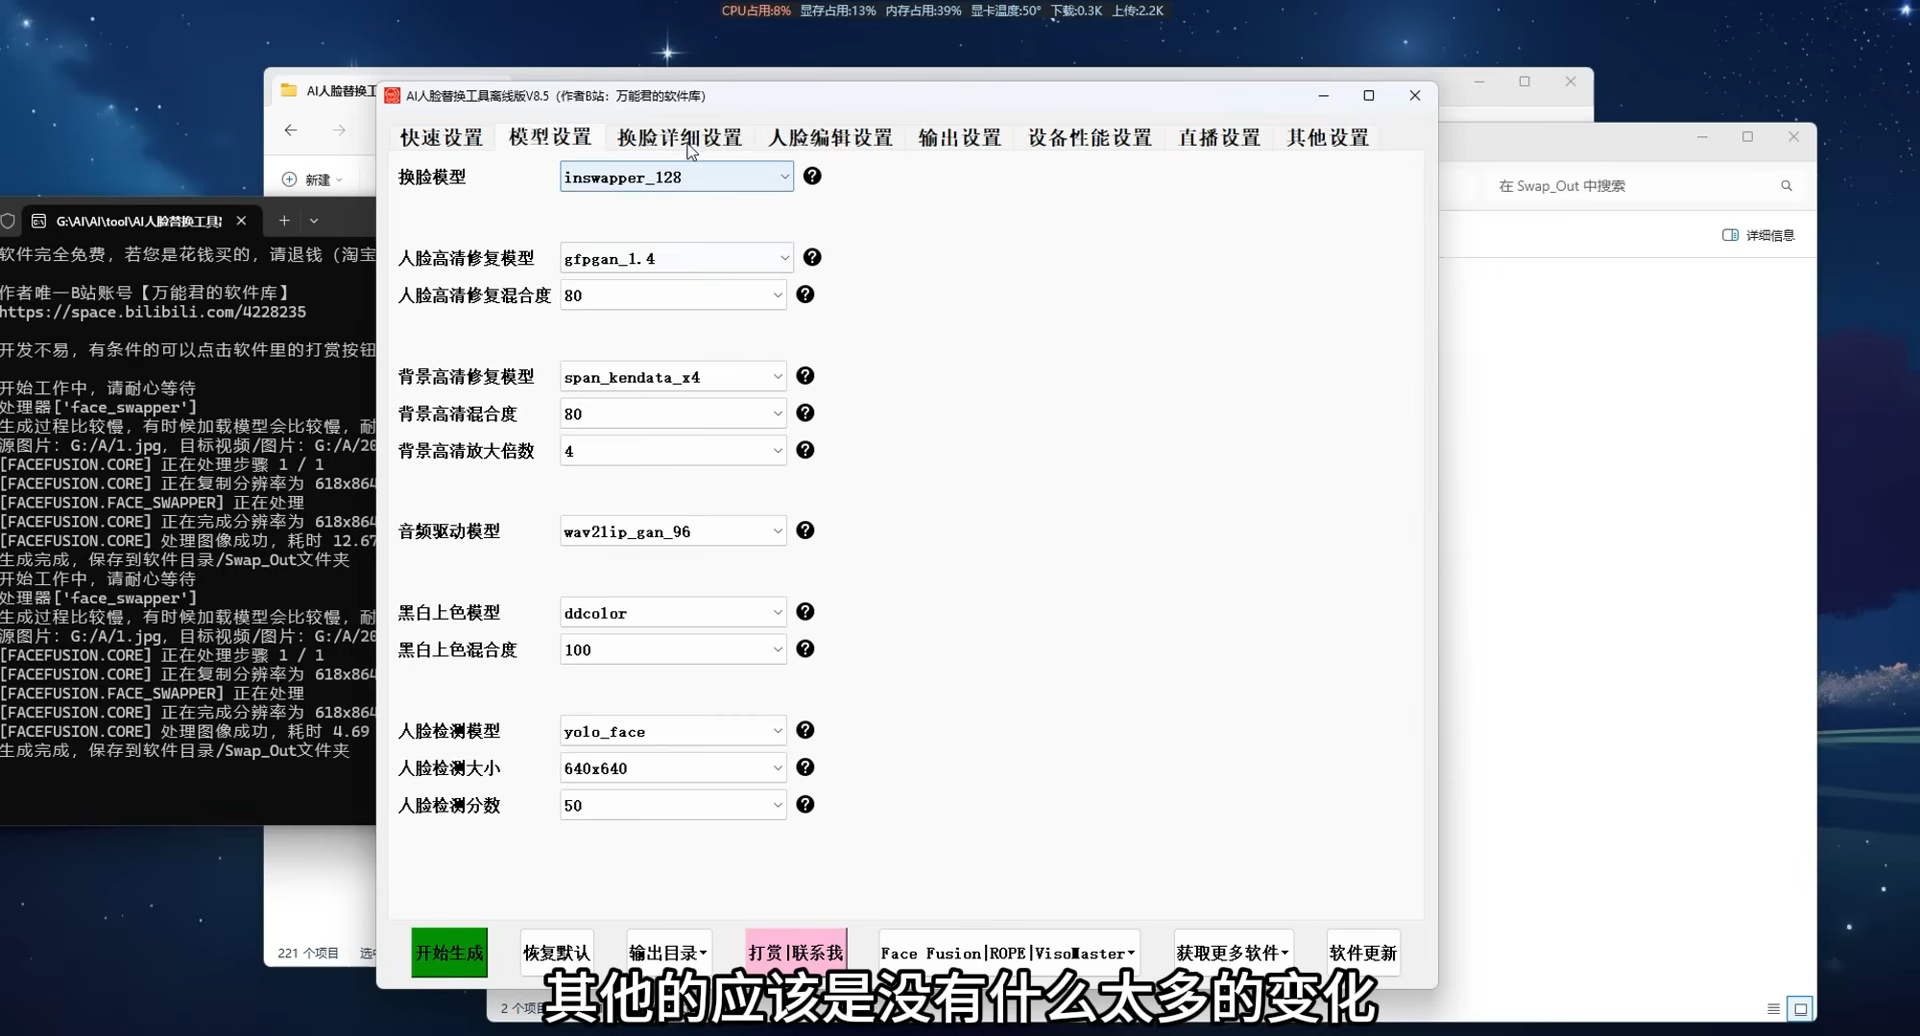 CPU占用:8% 显存占用:13% 内存占用:39% 显卡温度:50° 下载:0.3K 上传:2.2K
AI人脸替换工
AI人脸替换工具离线版V8.5（作者B站：万能君的软件库）
快速设置 模型设置 换脸详细设置 人脸编辑设置 输出设置 设备性能设置 直播设置 其他设置
新建
在 Swap_Out 中搜索
详细信息
换脸模型 inswapper_128
人脸高清修复模型 gfpgan_1.4
人脸高清修复混合度 80
背景高清修复模型 span_kendata_x4
背景高清混合度 80
背景高清放大倍数 4
音频驱动模型 wav2lip_gan_96
黑白上色模型 ddcolor
黑白上色混合度 100
人脸检测模型 yolo_face
人脸检测大小 640x640
人脸检测分数 50
G:\AI\AI\tool\AI人脸替换工具
软件完全免费，若您是花钱买的，请退钱（淘宝
作者唯一B站账号【万能君的软件库】
https://space.bilibili.com/4228235
开发不易，有条件的可以点击软件里的打赏按钮
开始工作中，请耐心等待
处理器['face_swapper']
生成过程比较慢，有时候加载模型会比较慢，耐
源图片：G:/A/1.jpg，目标视频/图片：G:/A/20
[FACEFUSION.CORE] 正在处理步骤 1 / 1
[FACEFUSION.CORE] 正在复制分辨率为 618x864
[FACEFUSION.FACE_SWAPPER] 正在处理
[FACEFUSION.CORE] 正在完成分辨率为 618x864
[FACEFUSION.CORE] 处理图像成功，耗时 12.67
生成完成，保存到软件目录/Swap_Out文件夹
开始工作中，请耐心等待
处理器['face_swapper']
生成过程比较慢，有时候加载模型会比较慢，耐
源图片：G:/A/1.jpg，目标视频/图片：G:/A/20
[FACEFUSION.CORE] 正在处理步骤 1 / 1
[FACEFUSION.CORE] 正在复制分辨率为 618x864
[FACEFUSION.FACE_SWAPPER] 正在处理
[FACEFUSION.CORE] 正在完成分辨率为 618x864
[FACEFUSION.CORE] 处理图像成功，耗时 4.69
生成完成，保存到软件目录/Swap_Out文件夹
221 个项目 选
开始生成 恢复默认 输出目录 打赏|联系我 Face Fusion|ROPE|VisoMaster 获取更多软件 软件更新
2 个项
其他的应该是没有什么太多的变化